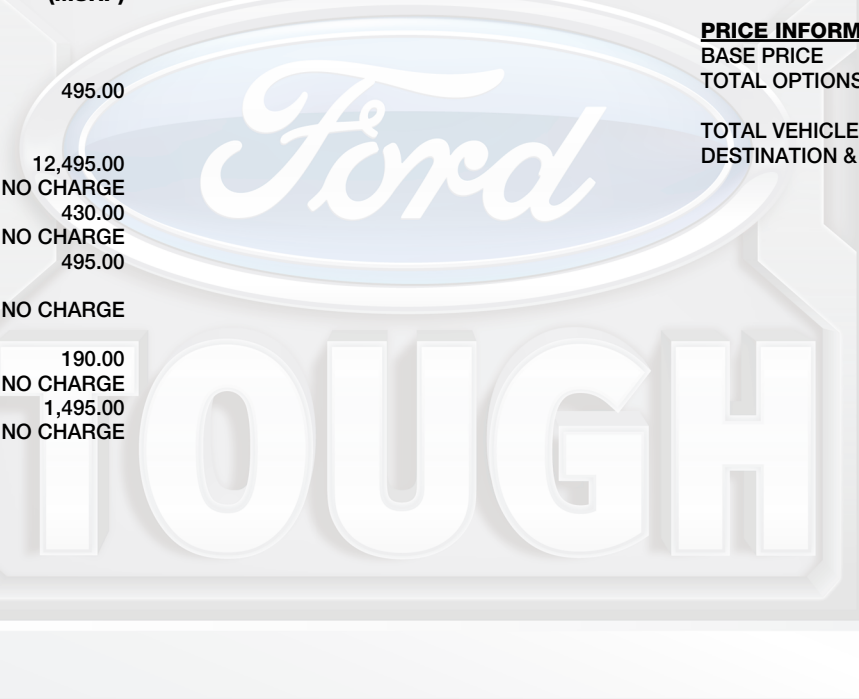 495.00
12,495.00
NO CHARGE
430.00
NO CHARGE
495.00
NO CHARGE
190.00
NO CHARGE
1,495.00
NO CHARGE
PRICE INFORM
BASE PRICE
TOTAL OPTIONS
TOTAL VEHICLE
DESTINATION &
Ford
TOUGH